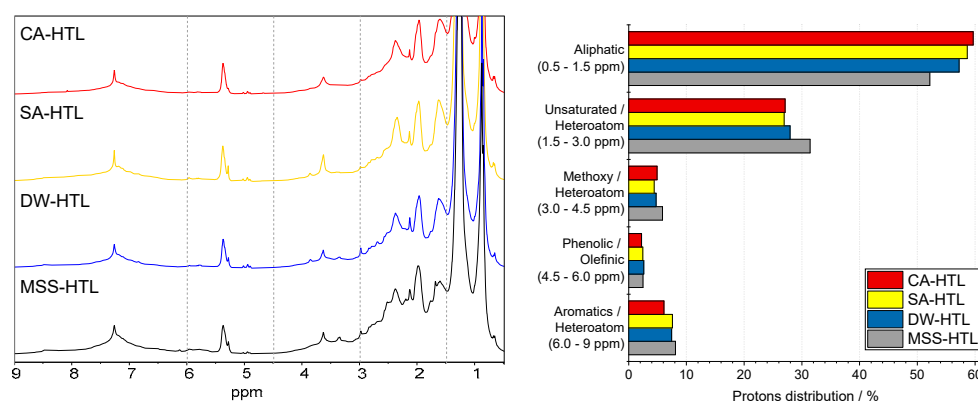 CA-HTL
SA-HTL
DW-HTL
MSS-HTL
9 8 7 6 5 4 3 2 1
ppm
Aliphatic
(0.5 - 1.5 ppm)
Unsaturated /
Heteroatom
(1.5 - 3.0 ppm)
Methoxy /
Heteroatom
(3.0 - 4.5 ppm)
Phenolic /
Olefinic
(4.5 - 6.0 ppm)
Aromatics /
Heteroatom
(6.0 - 9 ppm)
CA-HTL
SA-HTL
DW-HTL
MSS-HTL
0 10 20 30 40 50 60
Protons distribution / %